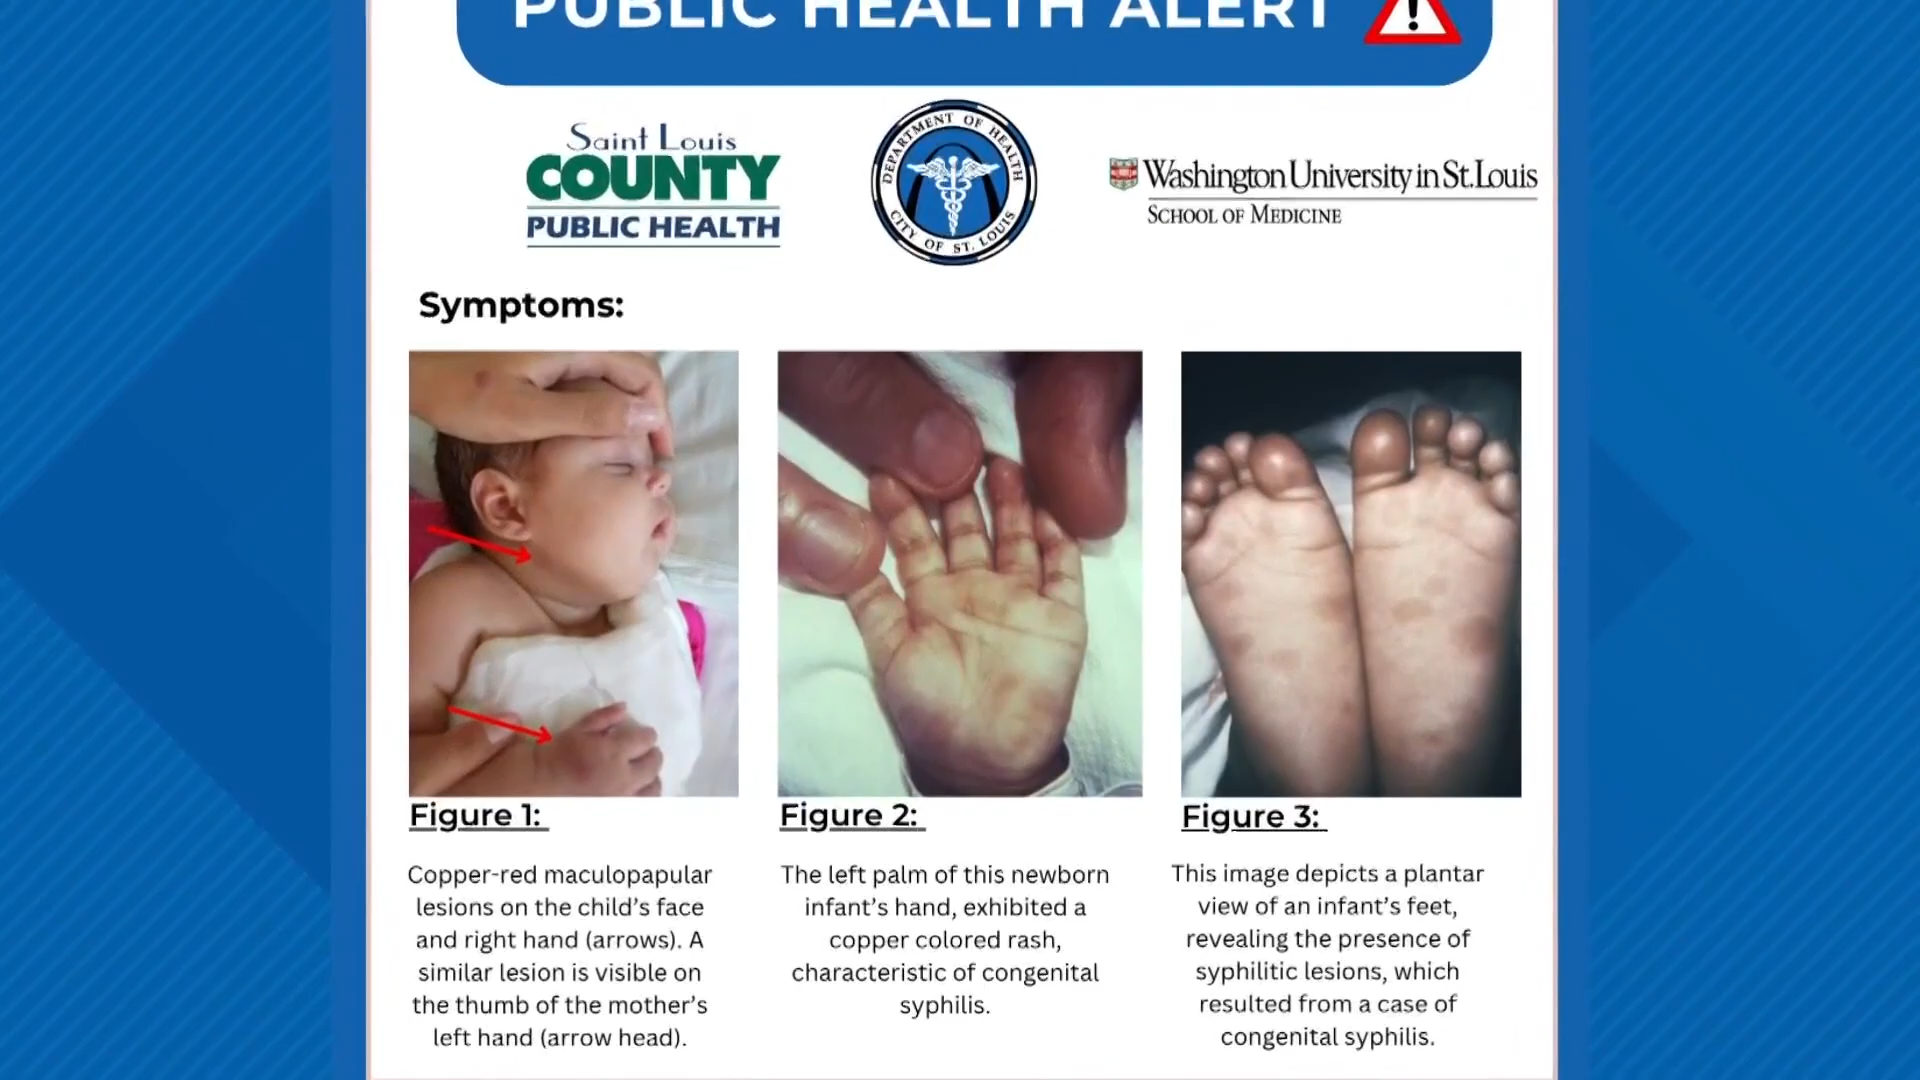 PUBLIC HEALTH ALERT
Saint Louis
COUNTY
PUBLIC HEALTH
DEPARTMENT OF HEALTH
CITY OF ST. LOUIS
Washington University in St. Louis
SCHOOL OF MEDICINE
Symptoms:
Figure 1:
Copper-red maculopapular
lesions on the child's face
and right hand (arrows). A
similar lesion is visible on
the thumb of the mother's
left hand (arrow head).
Figure 2:
The left palm of this newborn
infant's hand, exhibited a
copper colored rash,
characteristic of congenital
syphilis.
Figure 3:
This image depicts a plantar
view of an infant's feet,
revealing the presence of
syphilitic lesions, which
resulted from a case of
congenital syphilis.